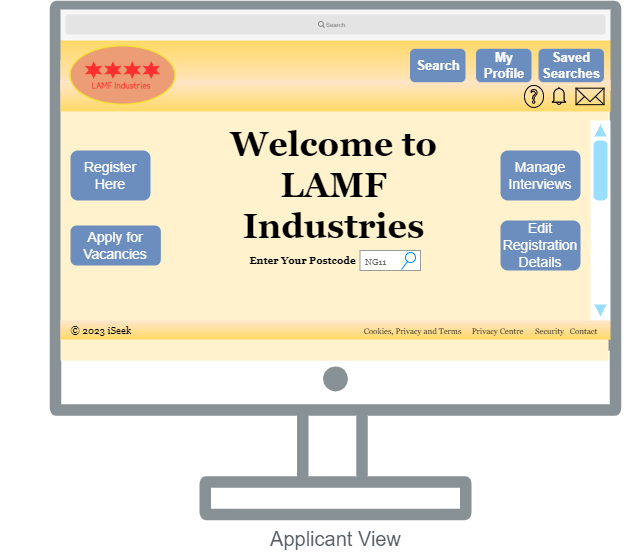 Search
LAMF Industries
Search
My
Profile
Saved
Searches
?
Welcome to
LAMF
Industries
Register
Here
Apply for
Vacancies
Manage
Interviews
Edit
Registration
Details
Enter Your Postcode NG11
© 2023 iSeek
Cookies, Privacy and Terms Privacy Centre Security Contact
Applicant View